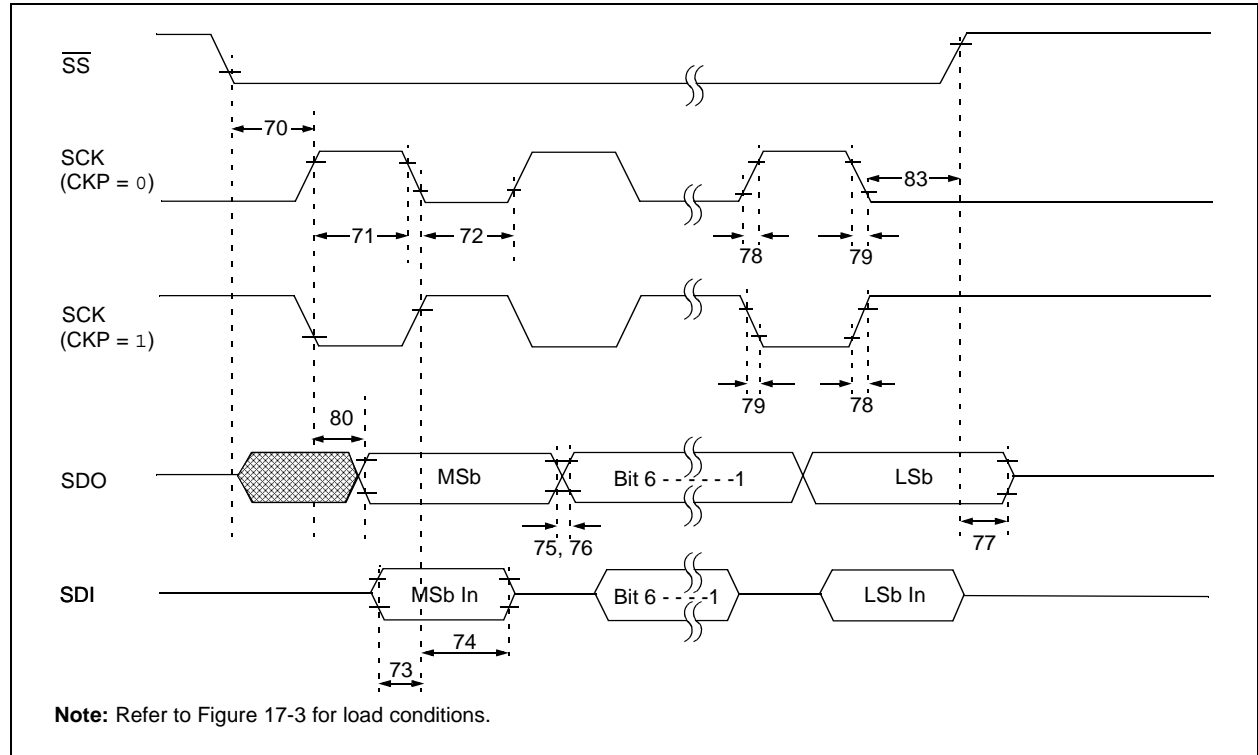 SS
70
SCK
(CKP = 0)
83
71
72
78
79
SCK
(CKP = 1)
79
78
80
SDO
MSb
Bit 6 - - - - - -1
LSb
75, 76
77
SDI
MSb In
Bit 6 - - - - -1
LSb In
74
73
Note: Refer to Figure 17-3 for load conditions.